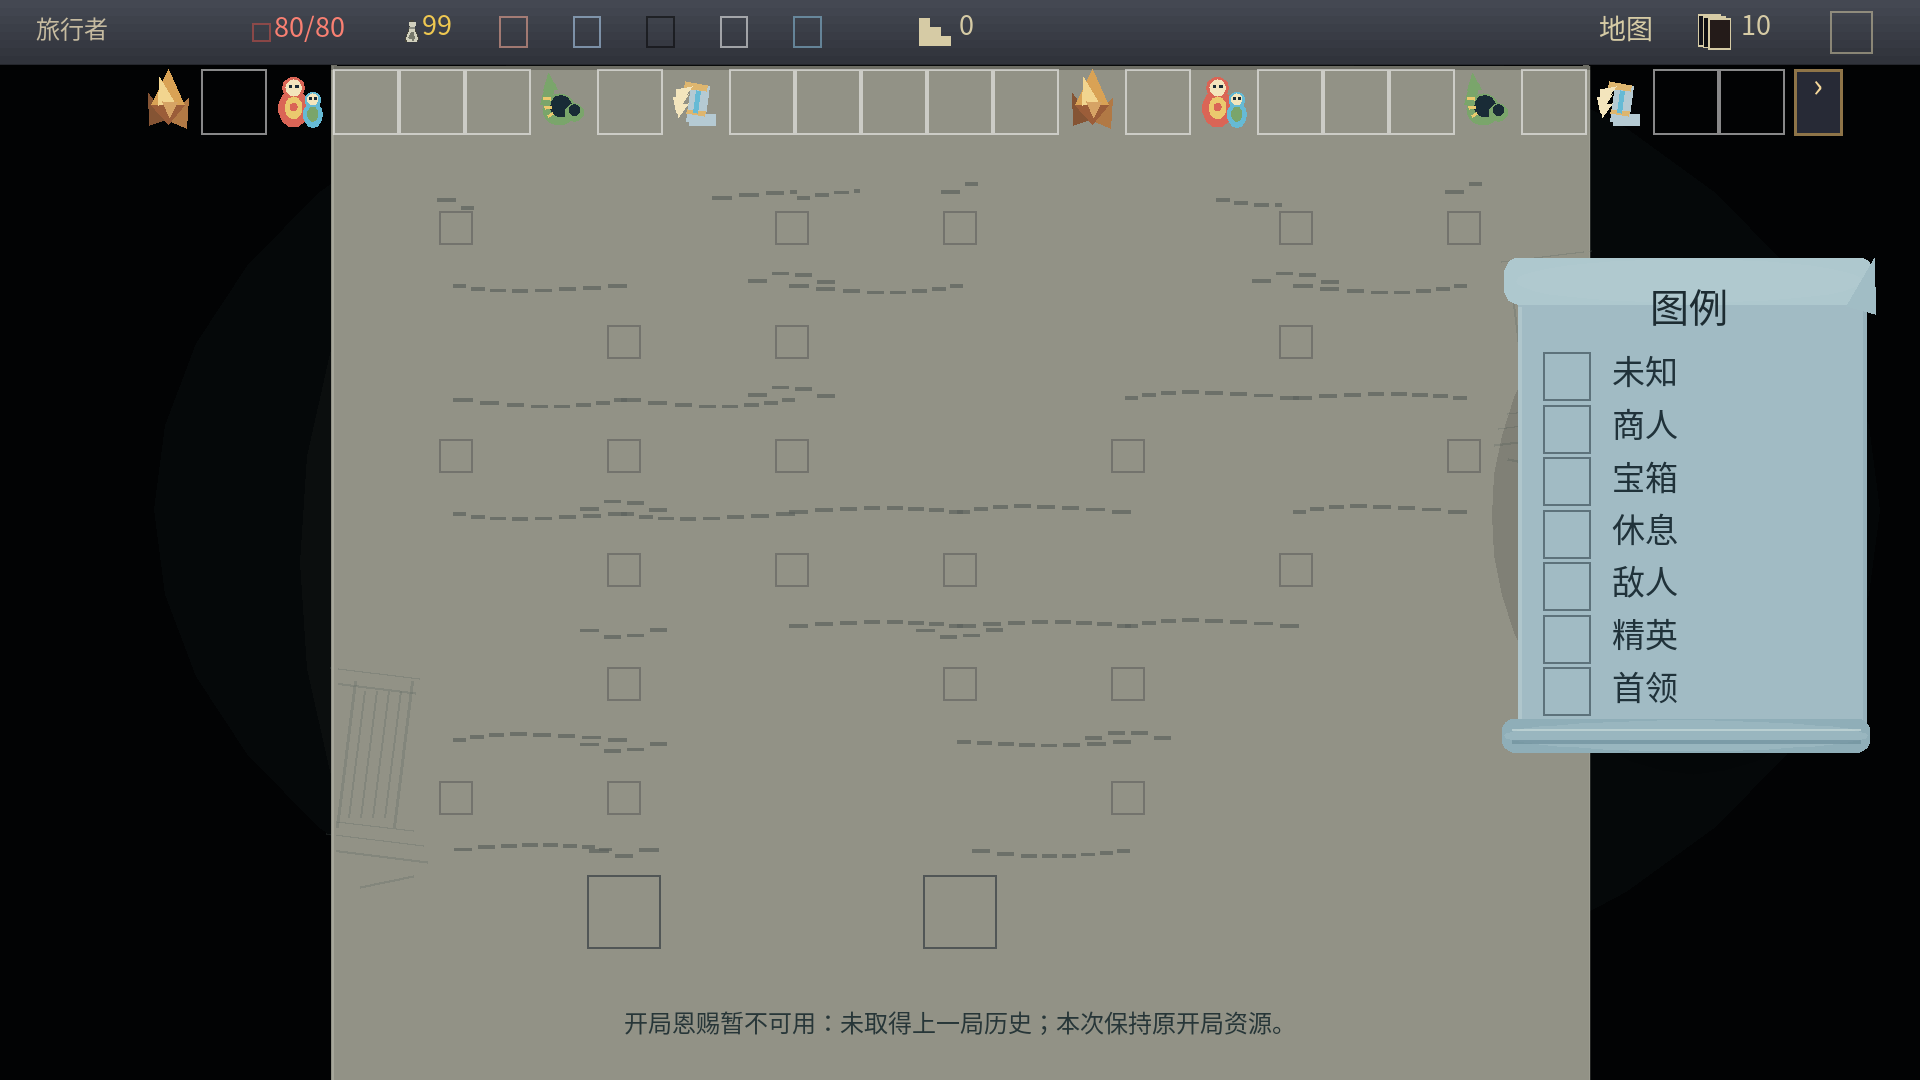 旅行者
80/80
99
0
地图
10
›
图例
未知
商人
宝箱
休息
敌人
精英
首领
开局恩赐暂不可用：未取得上一局历史；本次保持原开局资源。